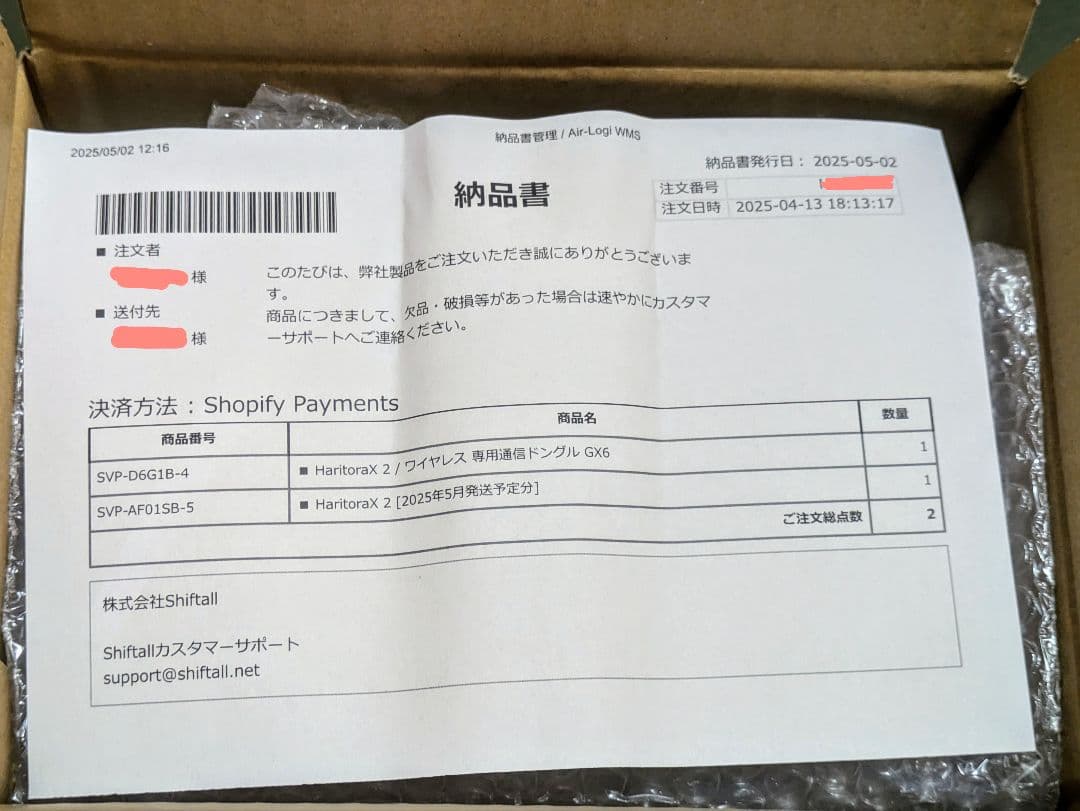 2025/05/02 12:16
納品書管理 / Air-Logi WMS
納品書発行日： 2025-05-02
注文番号
注文日時 2025-04-13 18:13:17
納品書
■ 注文者
様
■ 送付先
様
このたびは、弊社製品をご注文いただき誠にありがとうございま
す。
商品につきまして、欠品・破損等があった場合は速やかにカスタマ
ーサポートへご連絡ください。
決済方法 : Shopify Payments
商品番号 商品名 数量
SVP-D6G1B-4 ■ HaritoraX 2 / ワイヤレス 専用通信ドングル GX6 1
SVP-AF01SB-5 ■ HaritoraX 2 [2025年5月発送予定分] 1
ご注文総点数 2
株式会社Shiftall
Shiftallカスタマーサポート
support@shiftall.net